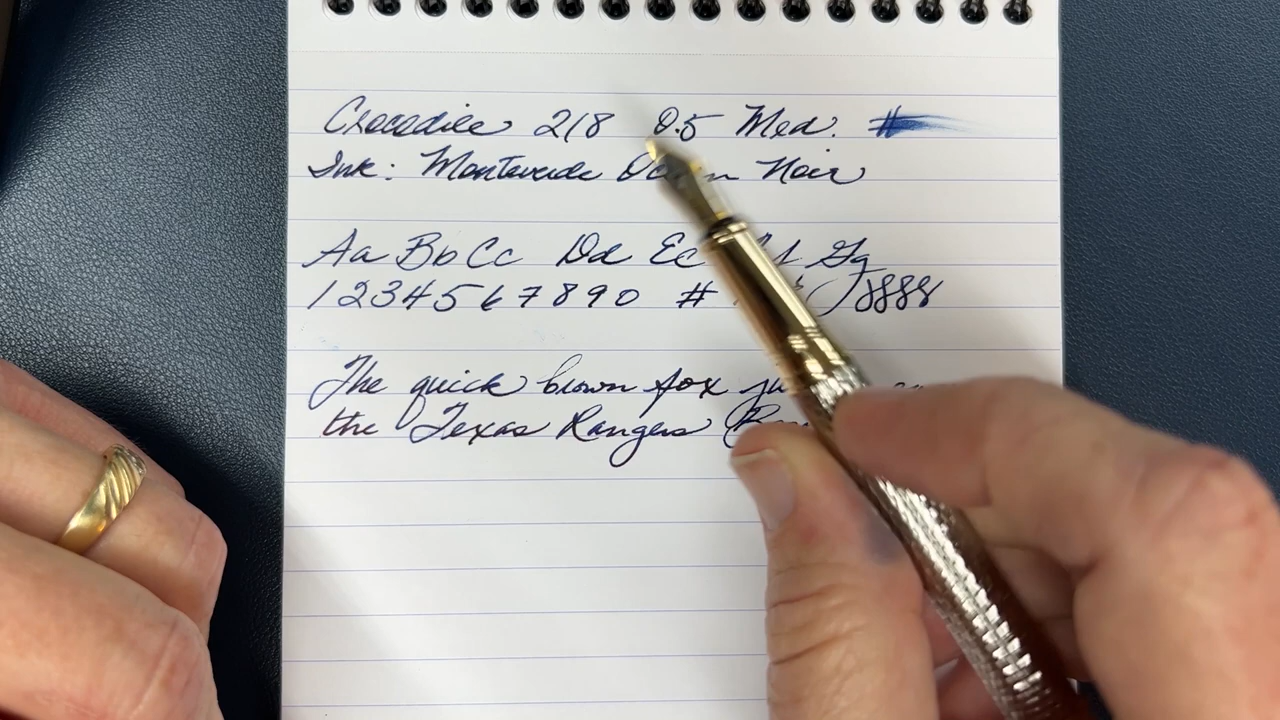 Crocodile 218 0.5 Med. #
Ink: Monteverde Noir
Aa Bb Cc Dd Ee Gg
1234567890 #
The quick brown fox
the Texas Rangers